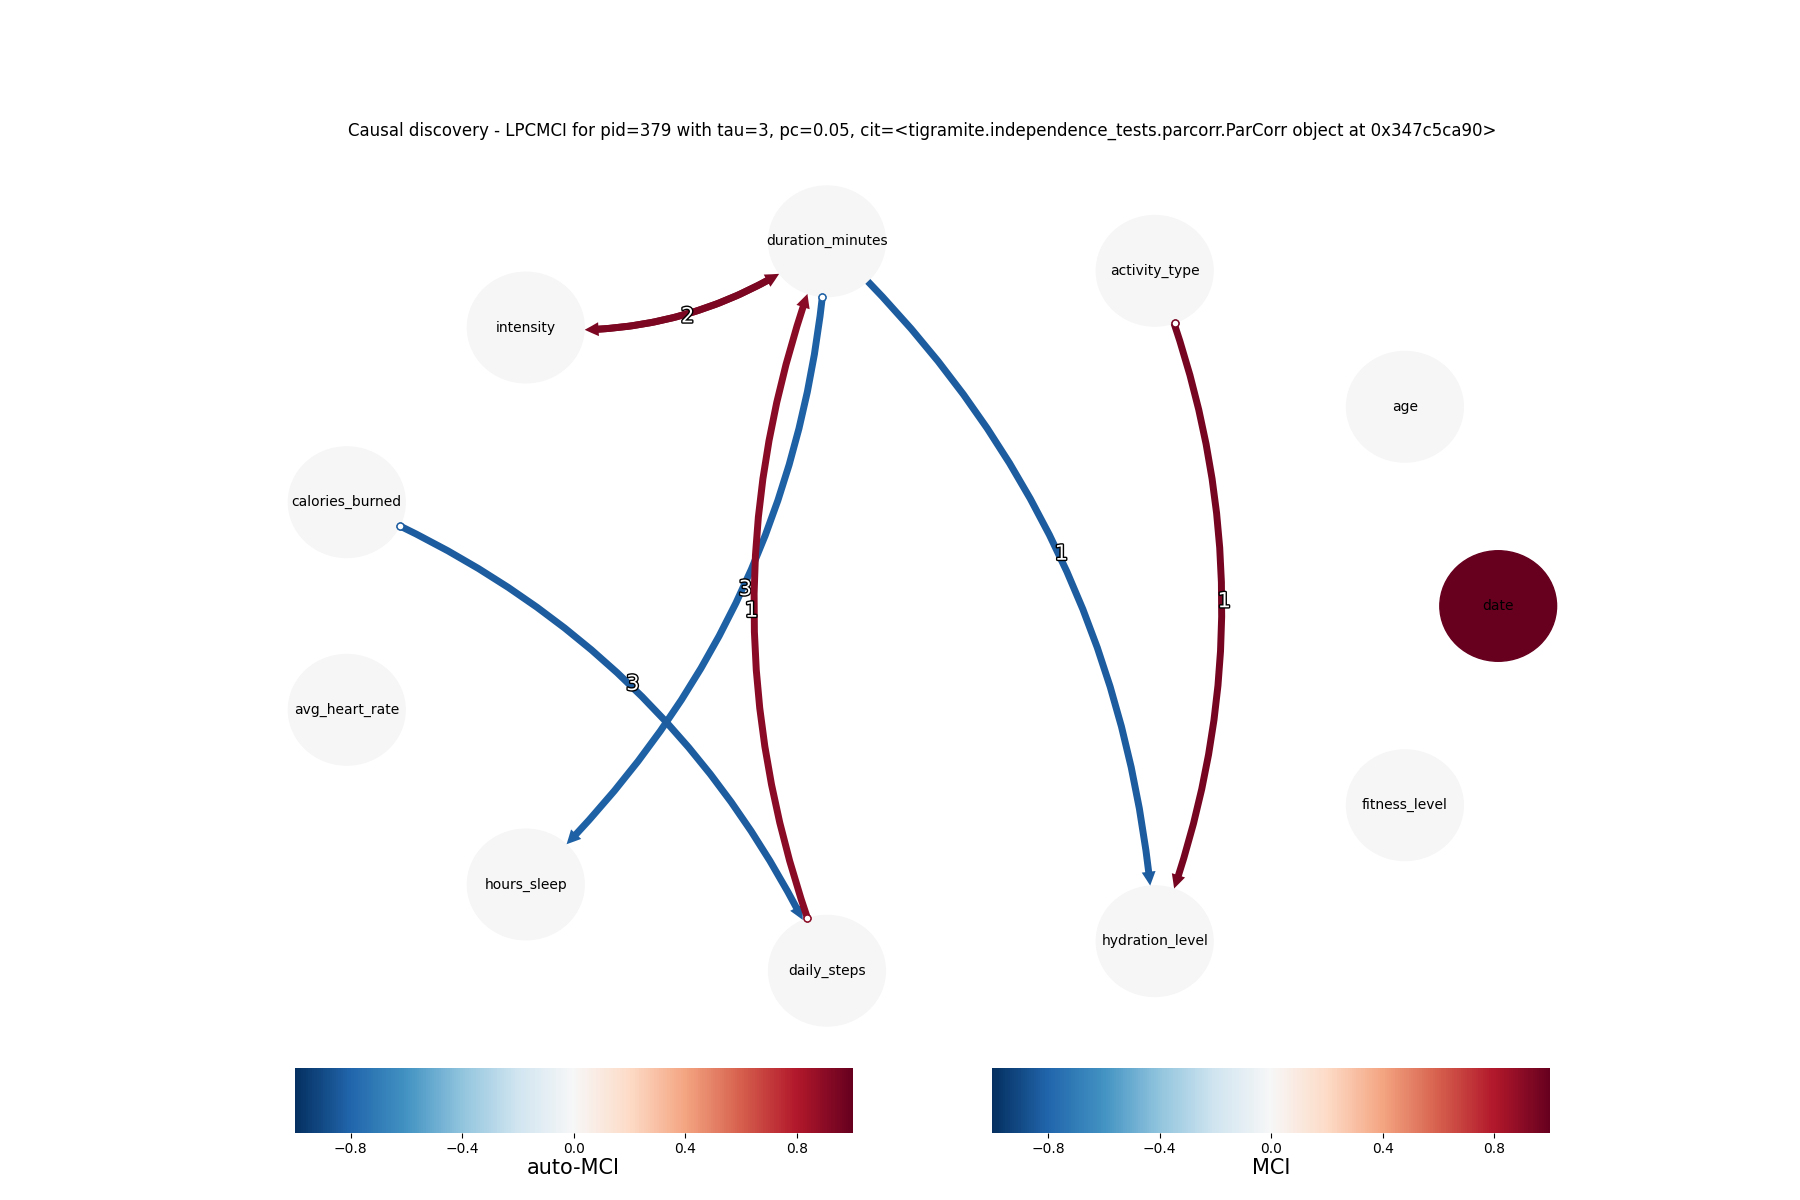 Causal discovery - LPCMCI for pid=379 with tau=3, pc=0.05, cit=<tigramite.independence_tests.parcorr.ParCorr object at 0x347c5ca90>
duration_minutes
activity_type
intensity
2
age
calories_burned
1
3
1
1
date
3
avg_heart_rate
fitness_level
hours_sleep
hydration_level
daily_steps
−0.8 −0.4 0.0 0.4 0.8
auto-MCI
−0.8 −0.4 0.0 0.4 0.8
MCI